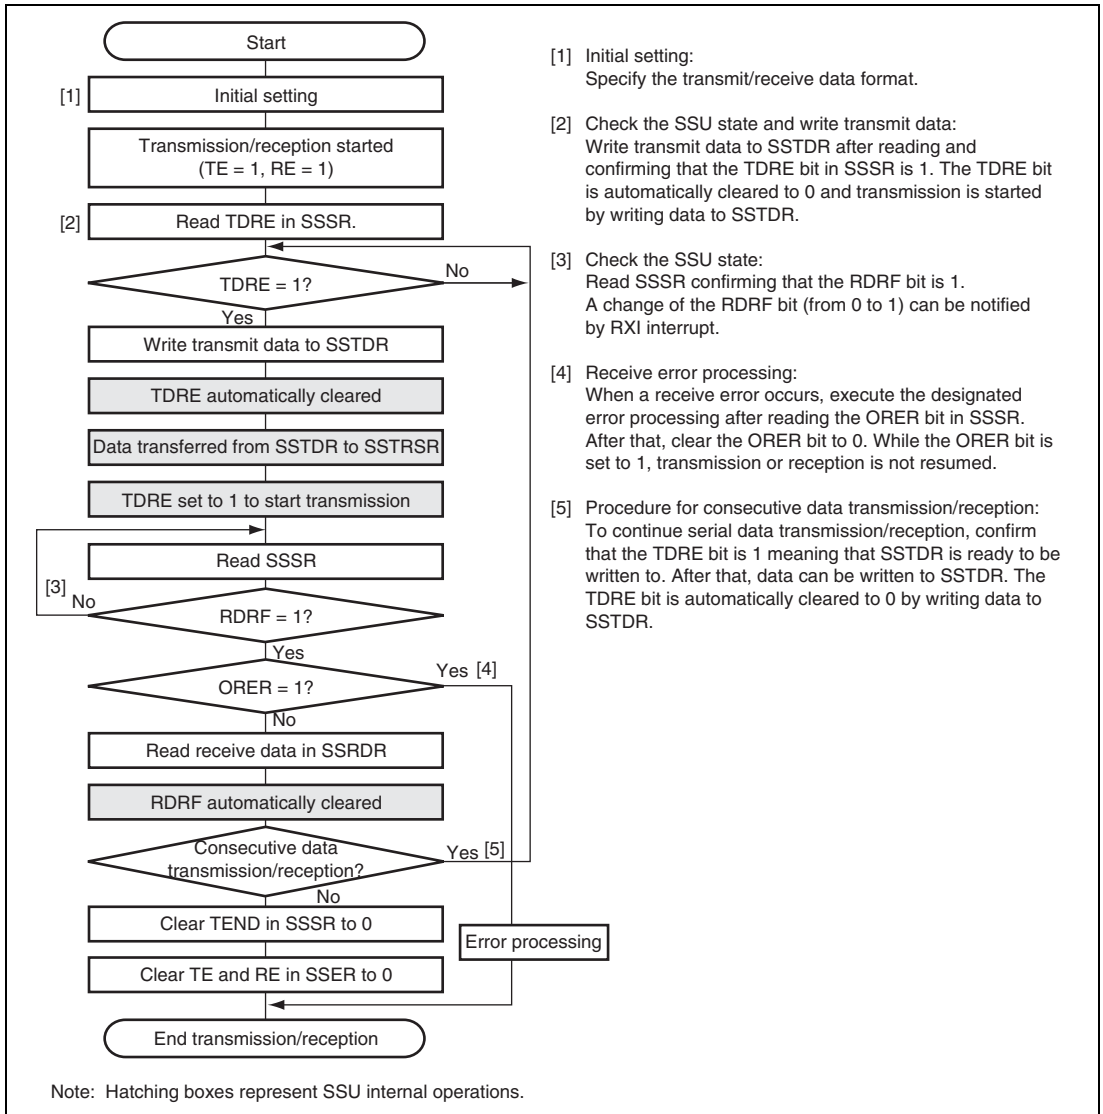 Start
[1] Initial setting
Transmission/reception started
(TE = 1, RE = 1)
[2] Read TDRE in SSSR.
TDRE = 1?
No
Yes
Write transmit data to SSTDR
TDRE automatically cleared
Data transferred from SSTDR to SSTRSR
TDRE set to 1 to start transmission
Read SSSR
[3]
No
RDRF = 1?
Yes
Yes [4]
ORER = 1?
No
Read receive data in SSRDR
RDRF automatically cleared
Consecutive data
transmission/reception?
Yes [5]
No
Clear TEND in SSSR to 0
Error processing
Clear TE and RE in SSER to 0
End transmission/reception
[1] Initial setting:
Specify the transmit/receive data format.
[2] Check the SSU state and write transmit data:
Write transmit data to SSTDR after reading and
confirming that the TDRE bit in SSSR is 1. The TDRE bit
is automatically cleared to 0 and transmission is started
by writing data to SSTDR.
[3] Check the SSU state:
Read SSSR confirming that the RDRF bit is 1.
A change of the RDRF bit (from 0 to 1) can be notified
by RXI interrupt.
[4] Receive error processing:
When a receive error occurs, execute the designated
error processing after reading the ORER bit in SSSR.
After that, clear the ORER bit to 0. While the ORER bit is
set to 1, transmission or reception is not resumed.
[5] Procedure for consecutive data transmission/reception:
To continue serial data transmission/reception, confirm
that the TDRE bit is 1 meaning that SSTDR is ready to be
written to. After that, data can be written to SSTDR. The
TDRE bit is automatically cleared to 0 by writing data to
SSTDR.
Note: Hatching boxes represent SSU internal operations.